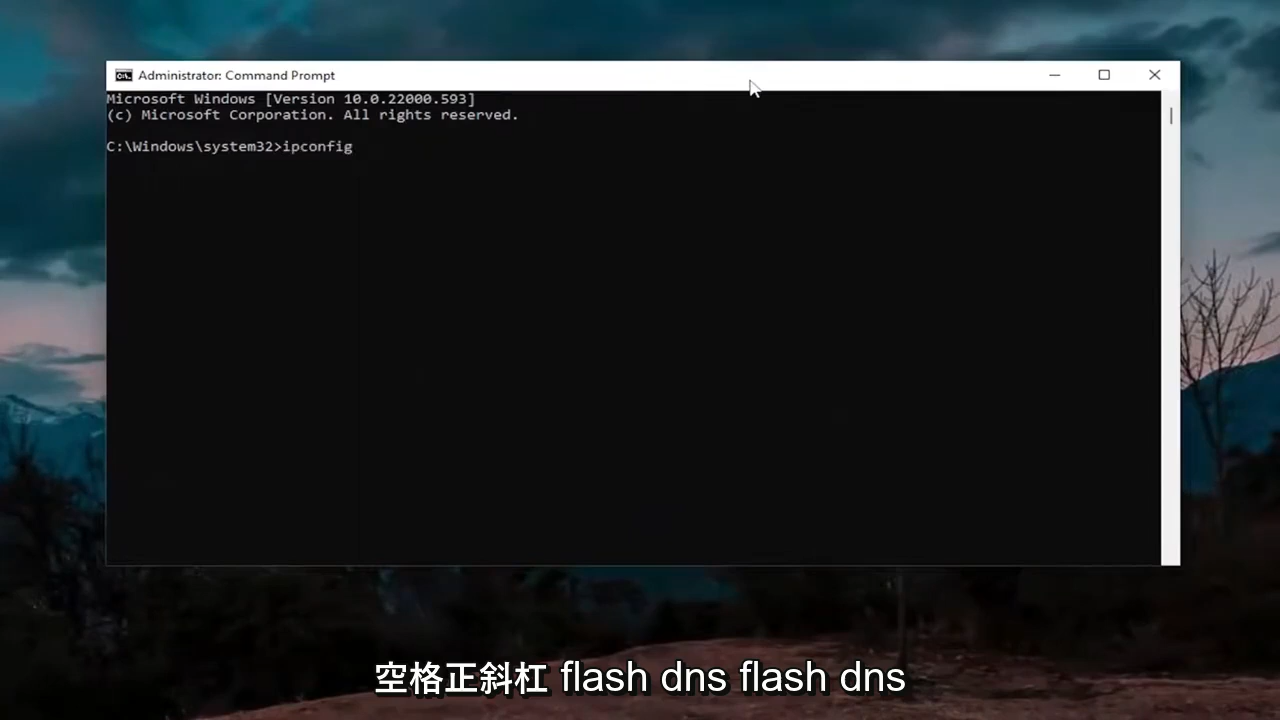 Administrator: Command Prompt
Microsoft Windows [Version 10.0.22000.593]
(c) Microsoft Corporation. All rights reserved.
C:\Windows\system32>ipconfig
空格正斜杠 flash dns flash dns